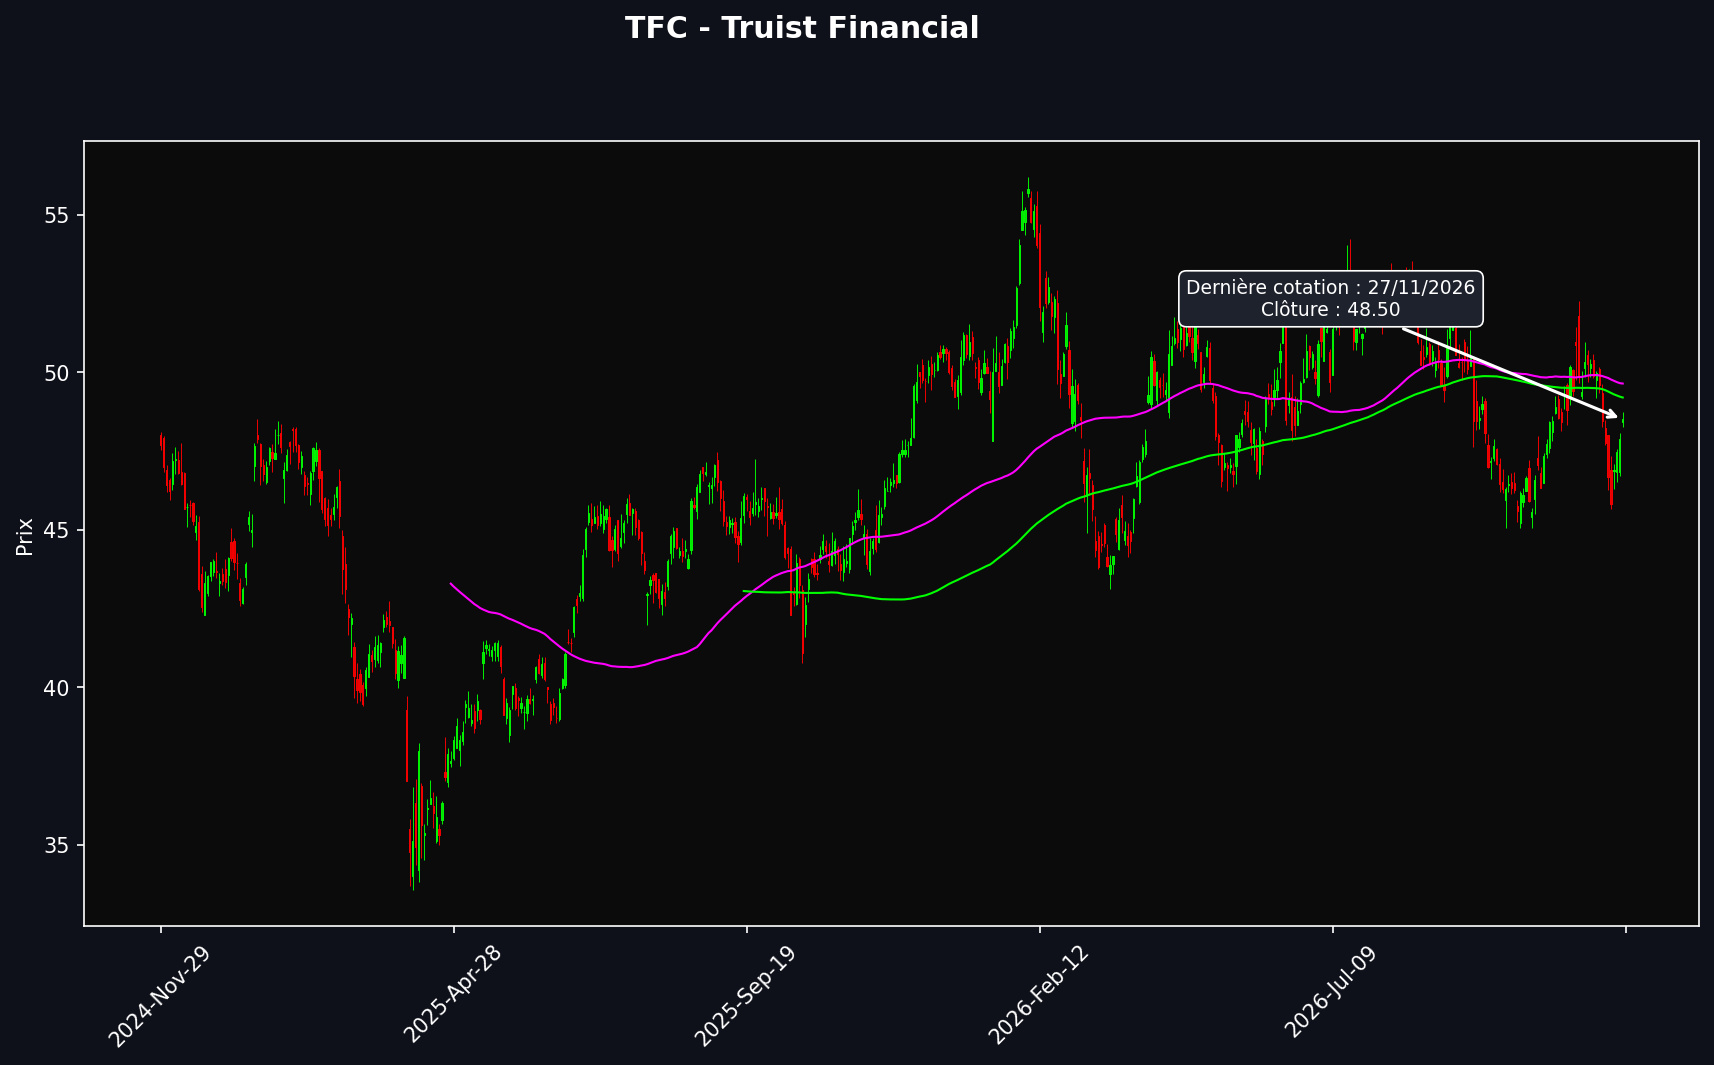 TFC - Truist Financial
Prix
55
50
45
40
35
Dernière cotation : 27/11/2026
Clôture : 48.50
2024-Nov-29
2025-Apr-28
2025-Sep-19
2026-Feb-12
2026-Jul-09